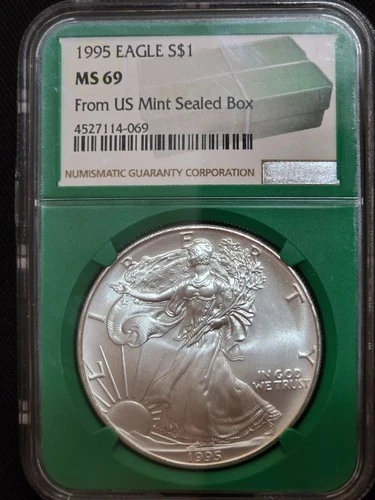 1995 EAGLE S$1
MS 69
From US Mint Sealed Box
4527114-069
NUMISMATIC GUARANTY CORPORATION
LIBERTY
IN GOD
WE TRUST
1995